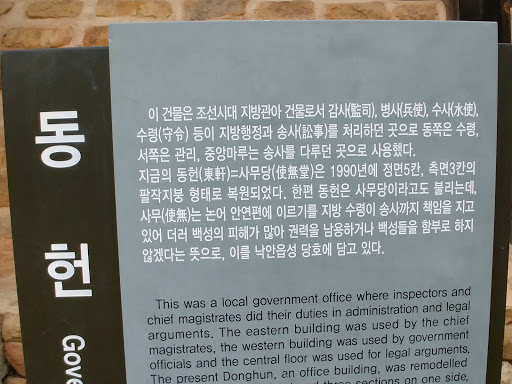 동헌
Gove
이 건물은 조선시대 지방관아 건물로서 감사(監司), 병사(兵使), 수사(水使),
수령(守令) 등이 지방행정과 송사(訟事)를 처리하던 곳으로 동쪽은 수령,
서쪽은 관리, 중앙마루는 송사를 다루던 곳으로 사용했다.
지금의 동헌(東軒)=사무당(使無堂)은 1990년에 정면5칸, 측면3칸의
팔작지붕 형태로 복원되었다. 한편 동헌은 사무당이라고도 불리는데,
사무(使無)는 논어 안연편에 이르기를 지방 수령이 송사까지 책임을 지고
있어 더러 백성의 피해가 많아 권력을 남용하거나 백성들을 함부로 하지
않겠다는 뜻으로, 이를 낙안읍성 당호에 담고 있다.
This was a local government office where inspectors and
chief magistrates did their duties in administration and legal
arguments. The eastern building was used by the chief
magistrates, the western building was used by government
officials and the central floor was used for legal arguments.
The present Donghun, an office building, was remodelled
three sections on one side,